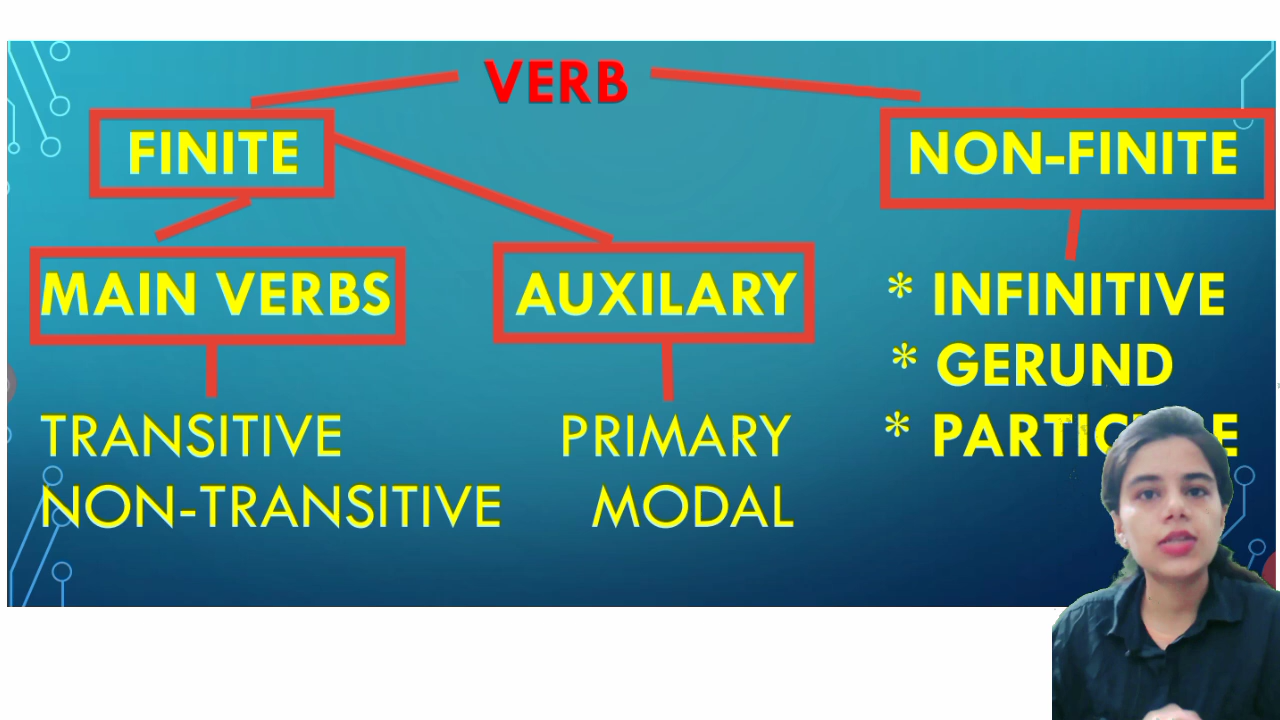 VERB
FINITE
NON-FINITE
MAIN VERBS
AUXILARY
* INFINITIVE
* GERUND
*
TRANSITIVE
PRIMARY
NON-TRANSITIVE
MODAL